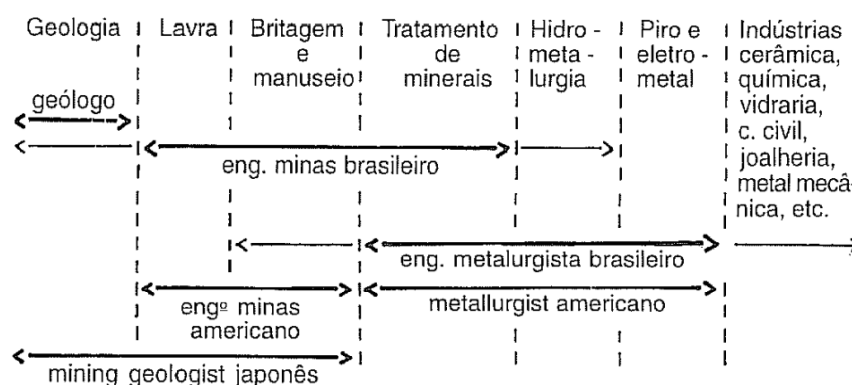 Geologia
Lavra
Britagem
e
manuseio
Tratamento
de
minerais
Hidro -
meta -
lurgia
Piro e
eletro -
metal
Indústrias
cerâmica,
química,
vidraria,
c. civil,
joalheria,
metal mecâ-
nica, etc.
geólogo
eng. minas brasileiro
eng. metalurgista brasileiro
engº minas
americano
metallurgist americano
mining geologist japonês